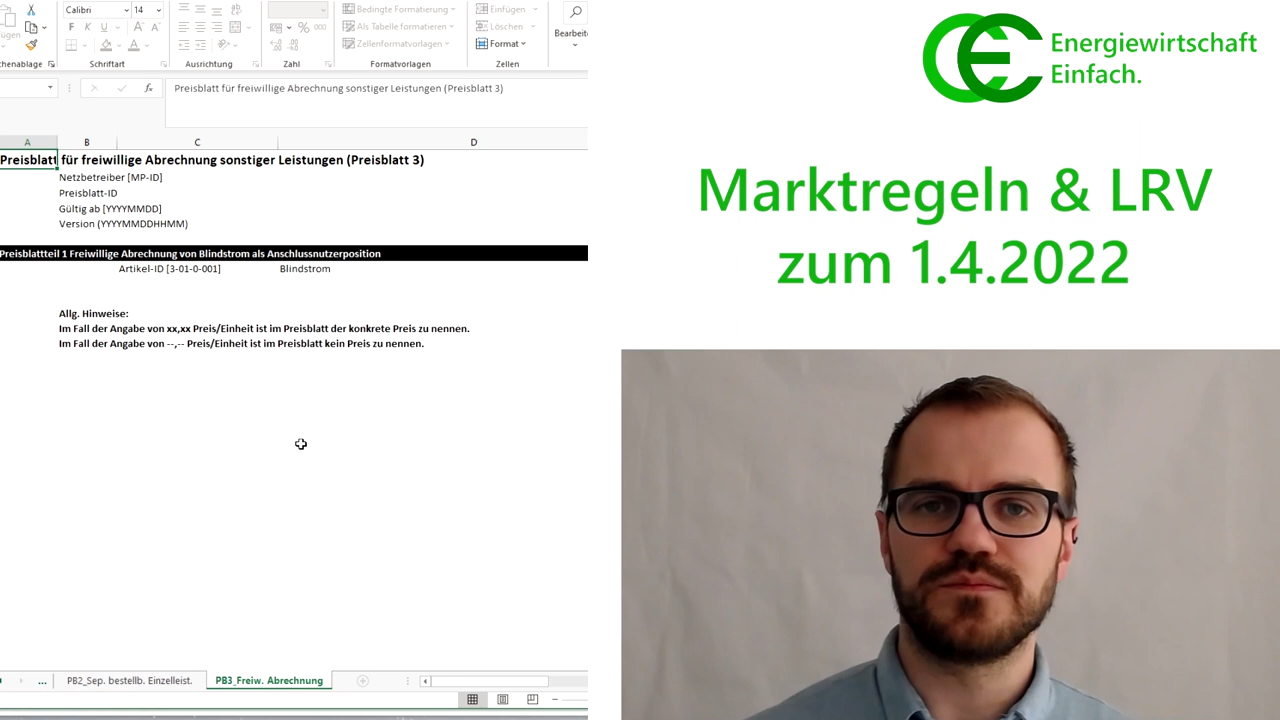 Calibri
14
Bedingte Formatierung
Als Tabelle formatieren
Zellenformatvorlagen
Einfügen
Löschen
Format
F K U
Schriftart
Ausrichtung
Zahl
Formatvorlagen
Zellen
fx
Preisblatt für freiwillige Abrechnung sonstiger Leistungen (Preisblatt 3)
A B C D
Preisblatt für freiwillige Abrechnung sonstiger Leistungen (Preisblatt 3)
Netzbetreiber [MP-ID]
Preisblatt-ID
Gültig ab [YYYYMMDD]
Version (YYYYMMDDHHMM)
Preisblattteil 1 Freiwillige Abrechnung von Blindstrom als Anschlussnutzerposition
Artikel-ID [3-01-0-001] Blindstrom
Allg. Hinweise:
Im Fall der Angabe von xx,xx Preis/Einheit ist im Preisblatt der konkrete Preis zu nennen.
Im Fall der Angabe von --,-- Preis/Einheit ist im Preisblatt kein Preis zu nennen.
... PB2_Sep. bestellb. Einzelleist. PB3_Freiw. Abrechnung
Energiewirtschaft
Einfach.
Marktregeln & LRV
zum 1.4.2022